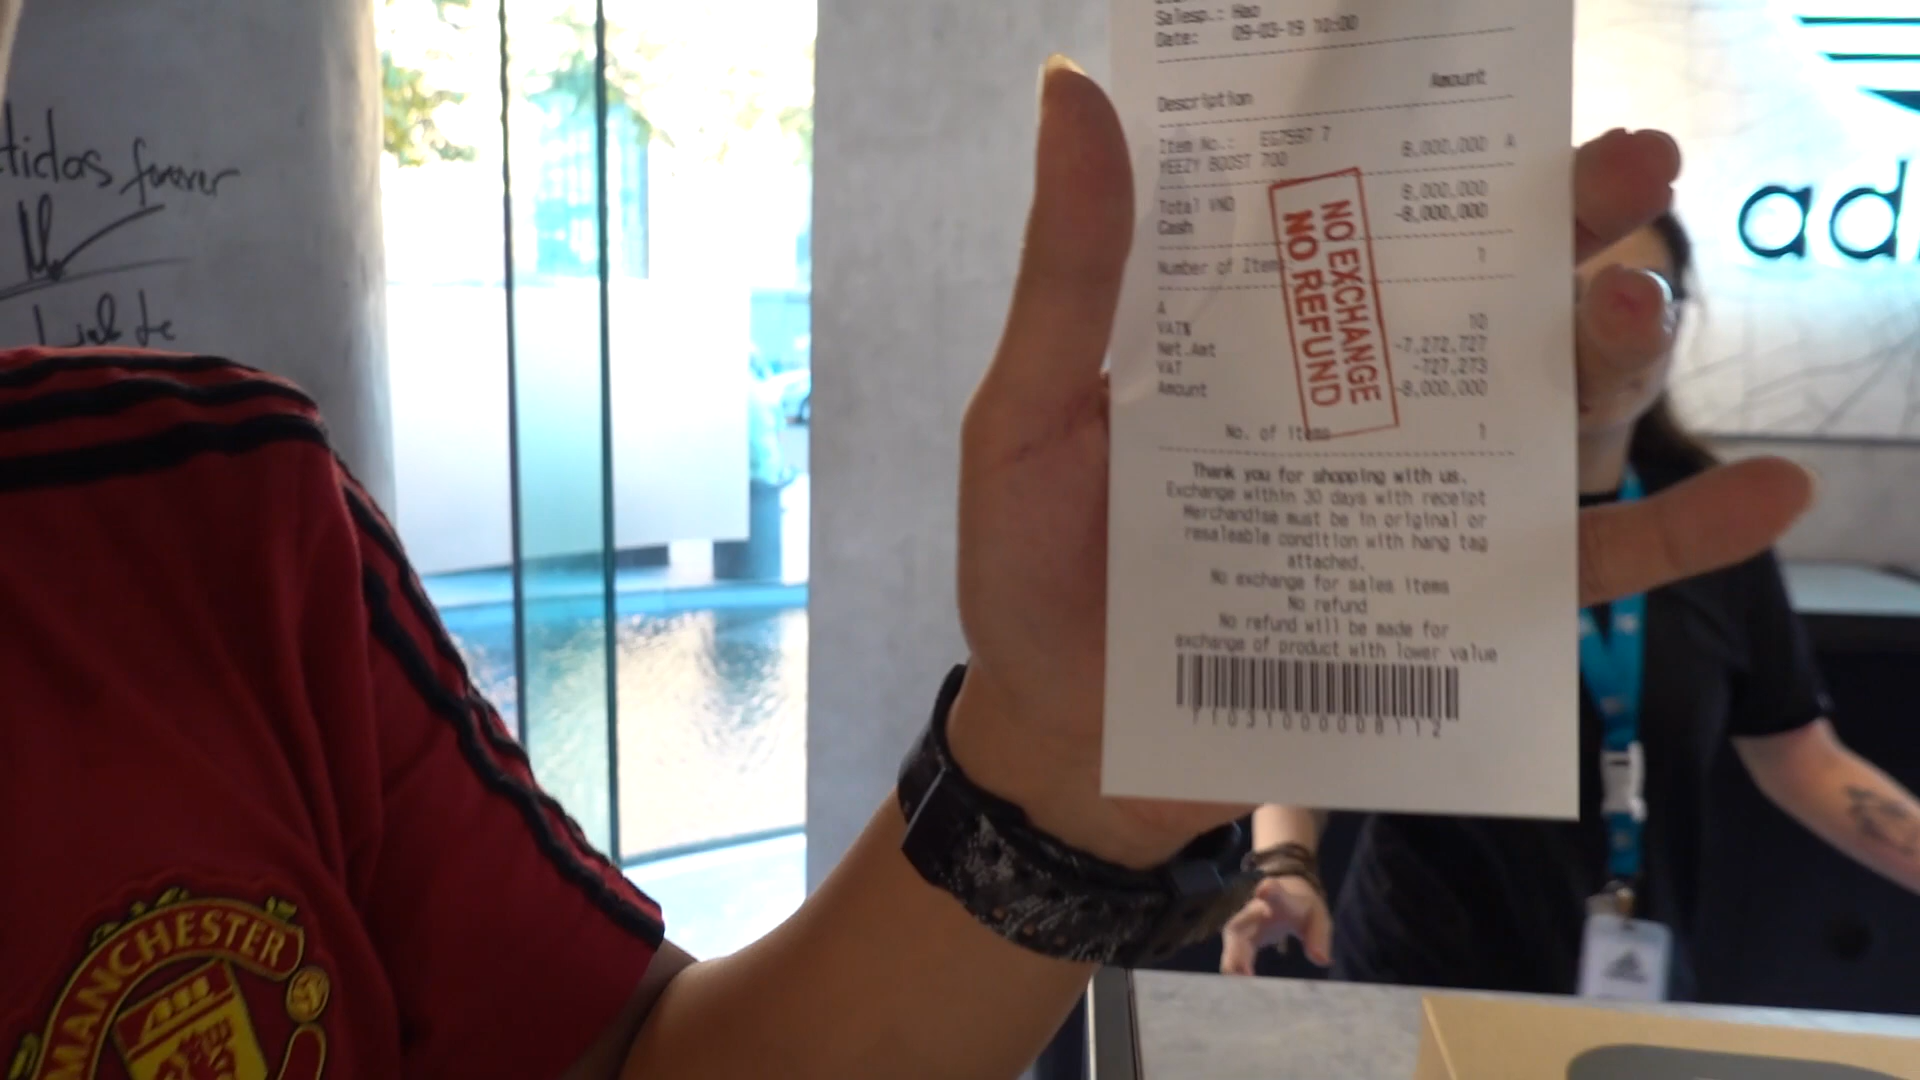 adidas forever
Salesp.: Hao
Date: 09-03-19 10:00
Amount
Description
Item No.: EG7597 7
YEEZY BOOST 700 8,000,000 A
Total VND 8,000,000
Cash -8,000,000
Number of Item 1
A
VAT% 10
Net.Amt -7,272,727
VAT -727,273
Amount -8,000,000
No. of Items 1
NO EXCHANGE
NO REFUND
Thank you for shopping with us.
Exchange within 30 days with receipt
Merchandise must be in original or
resaleable condition with hang tag
attached.
No exchange for sales items
No refund
No refund will be made for
exchange of product with lower value
ad
MANCHESTER